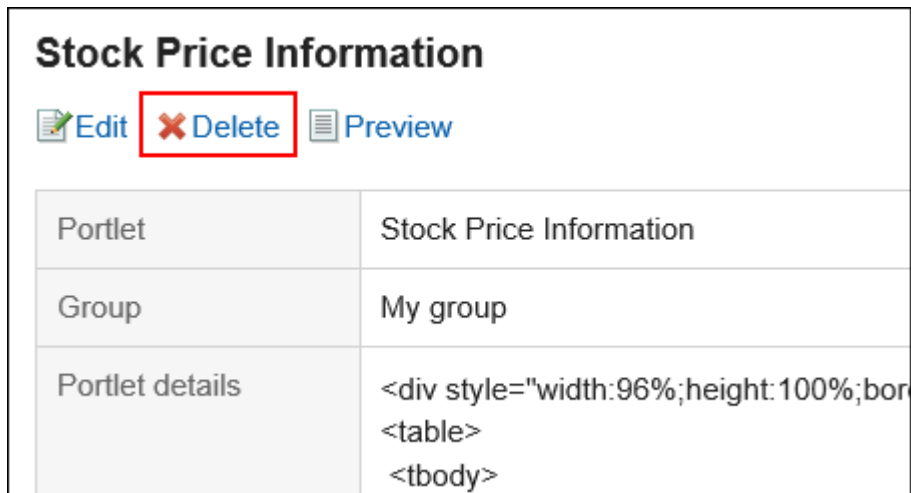 Stock Price Information
Edit Delete Preview
Portlet Stock Price Information
Group My group
Portlet details <div style="width:96%;height:100%;bor
<table>
<tbody>